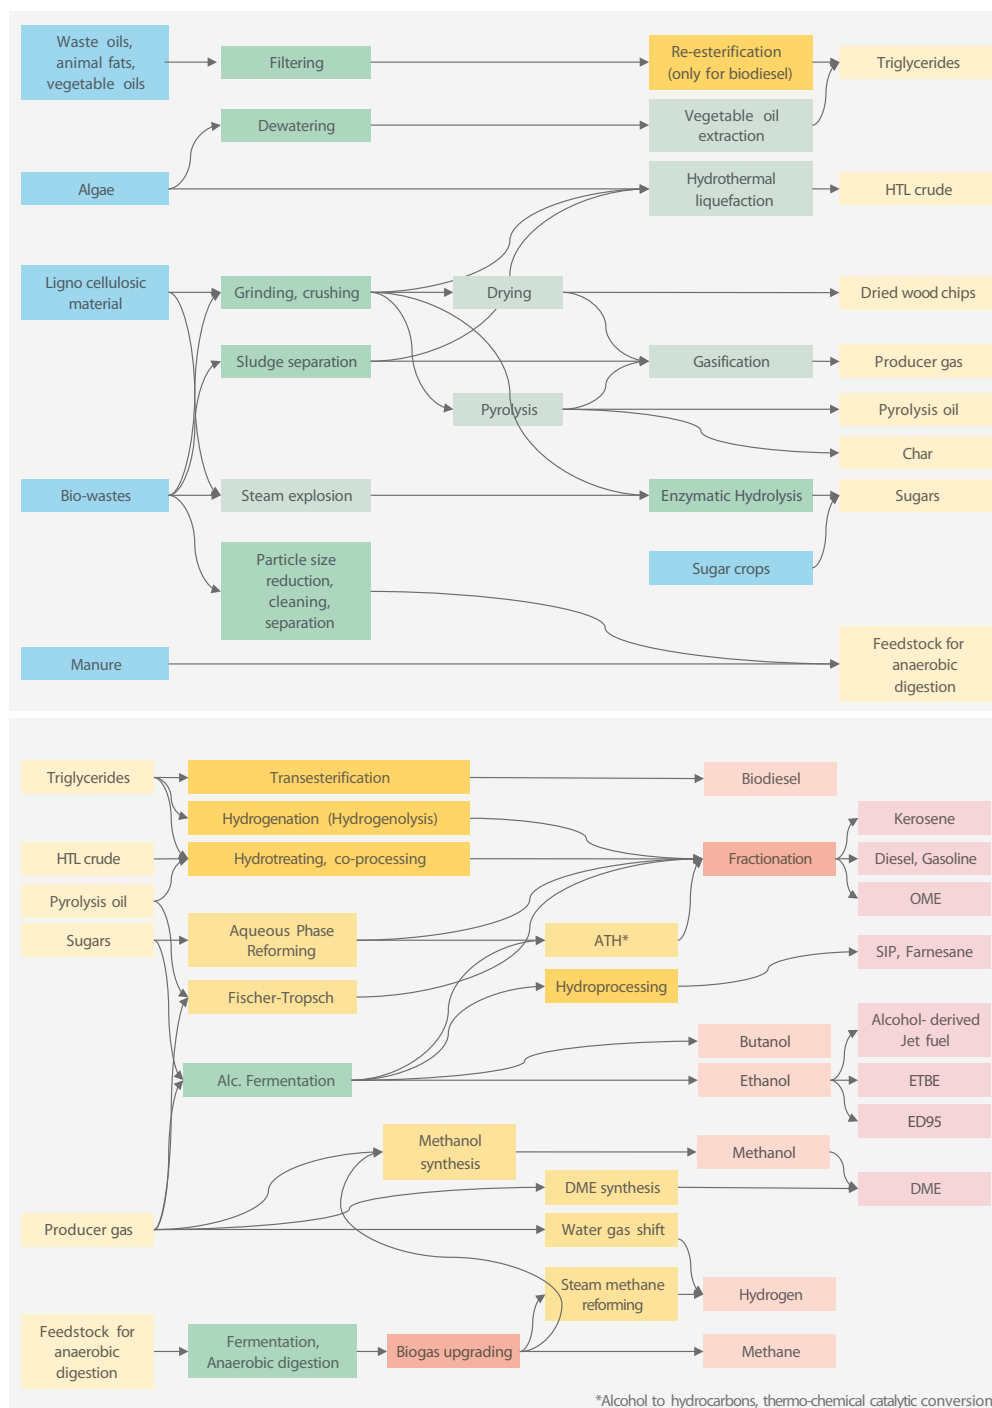 Waste oils,
animal fats,
vegetable oils
Filtering
Re-esterification
(only for biodiesel)
Triglycerides
Dewatering
Vegetable oil
extraction
Algae
Hydrothermal
liquefaction
HTL crude
Ligno cellulosic
material
Grinding, crushing
Drying
Dried wood chips
Sludge separation
Gasification
Producer gas
Pyrolysis
Pyrolysis oil
Char
Bio-wastes
Steam explosion
Enzymatic Hydrolysis
Sugars
Particle size
reduction,
cleaning,
separation
Sugar crops
Manure
Feedstock for
anaerobic
digestion
Triglycerides
Transesterification
Biodiesel
Hydrogenation (Hydrogenolysis)
Kerosene
HTL crude
Hydrotreating, co-processing
Fractionation
Diesel, Gasoline
Pyrolysis oil
OME
Sugars
Aqueous Phase
Reforming
ATH*
SIP, Farnesane
Fischer-Tropsch
Hydroprocessing
Alcohol- derived
Jet fuel
Butanol
Alc. Fermentation
Ethanol
ETBE
ED95
Methanol
synthesis
Methanol
DME synthesis
DME
Producer gas
Water gas shift
Steam methane
reforming
Hydrogen
Feedstock for
anaerobic
digestion
Fermentation,
Anaerobic digestion
Biogas upgrading
Methane
*Alcohol to hydrocarbons, thermo-chemical catalytic conversion